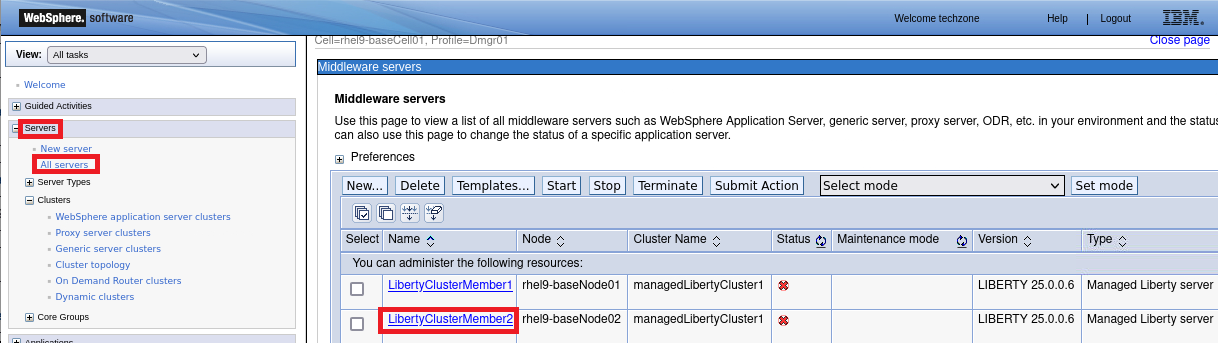 WebSphere. software
Welcome techzone
Help | Logout
IBM
View: All tasks
Welcome
Guided Activities
Servers
New server
All servers
Server Types
Clusters
WebSphere application server clusters
Proxy server clusters
Generic server clusters
Cluster topology
On Demand Router clusters
Dynamic clusters
Core Groups
Applications
Cell=rhel9-baseCell01, Profile=Dmgr01
Close page
Middleware servers
Middleware servers
Use this page to view a list of all middleware servers such as WebSphere Application Server, generic server, proxy server, ODR, etc. in your environment and the status
can also use this page to change the status of a specific application server.
Preferences
New... Delete Templates... Start Stop Terminate Submit Action Select mode Set mode
Select Name Node Cluster Name Status Maintenance mode Version Type
You can administer the following resources:
LibertyClusterMember1 rhel9-baseNode01 managedLibertyCluster1 LIBERTY 25.0.0.6 Managed Liberty server
LibertyClusterMember2 rhel9-baseNode02 managedLibertyCluster1 LIBERTY 25.0.0.6 Managed Liberty server